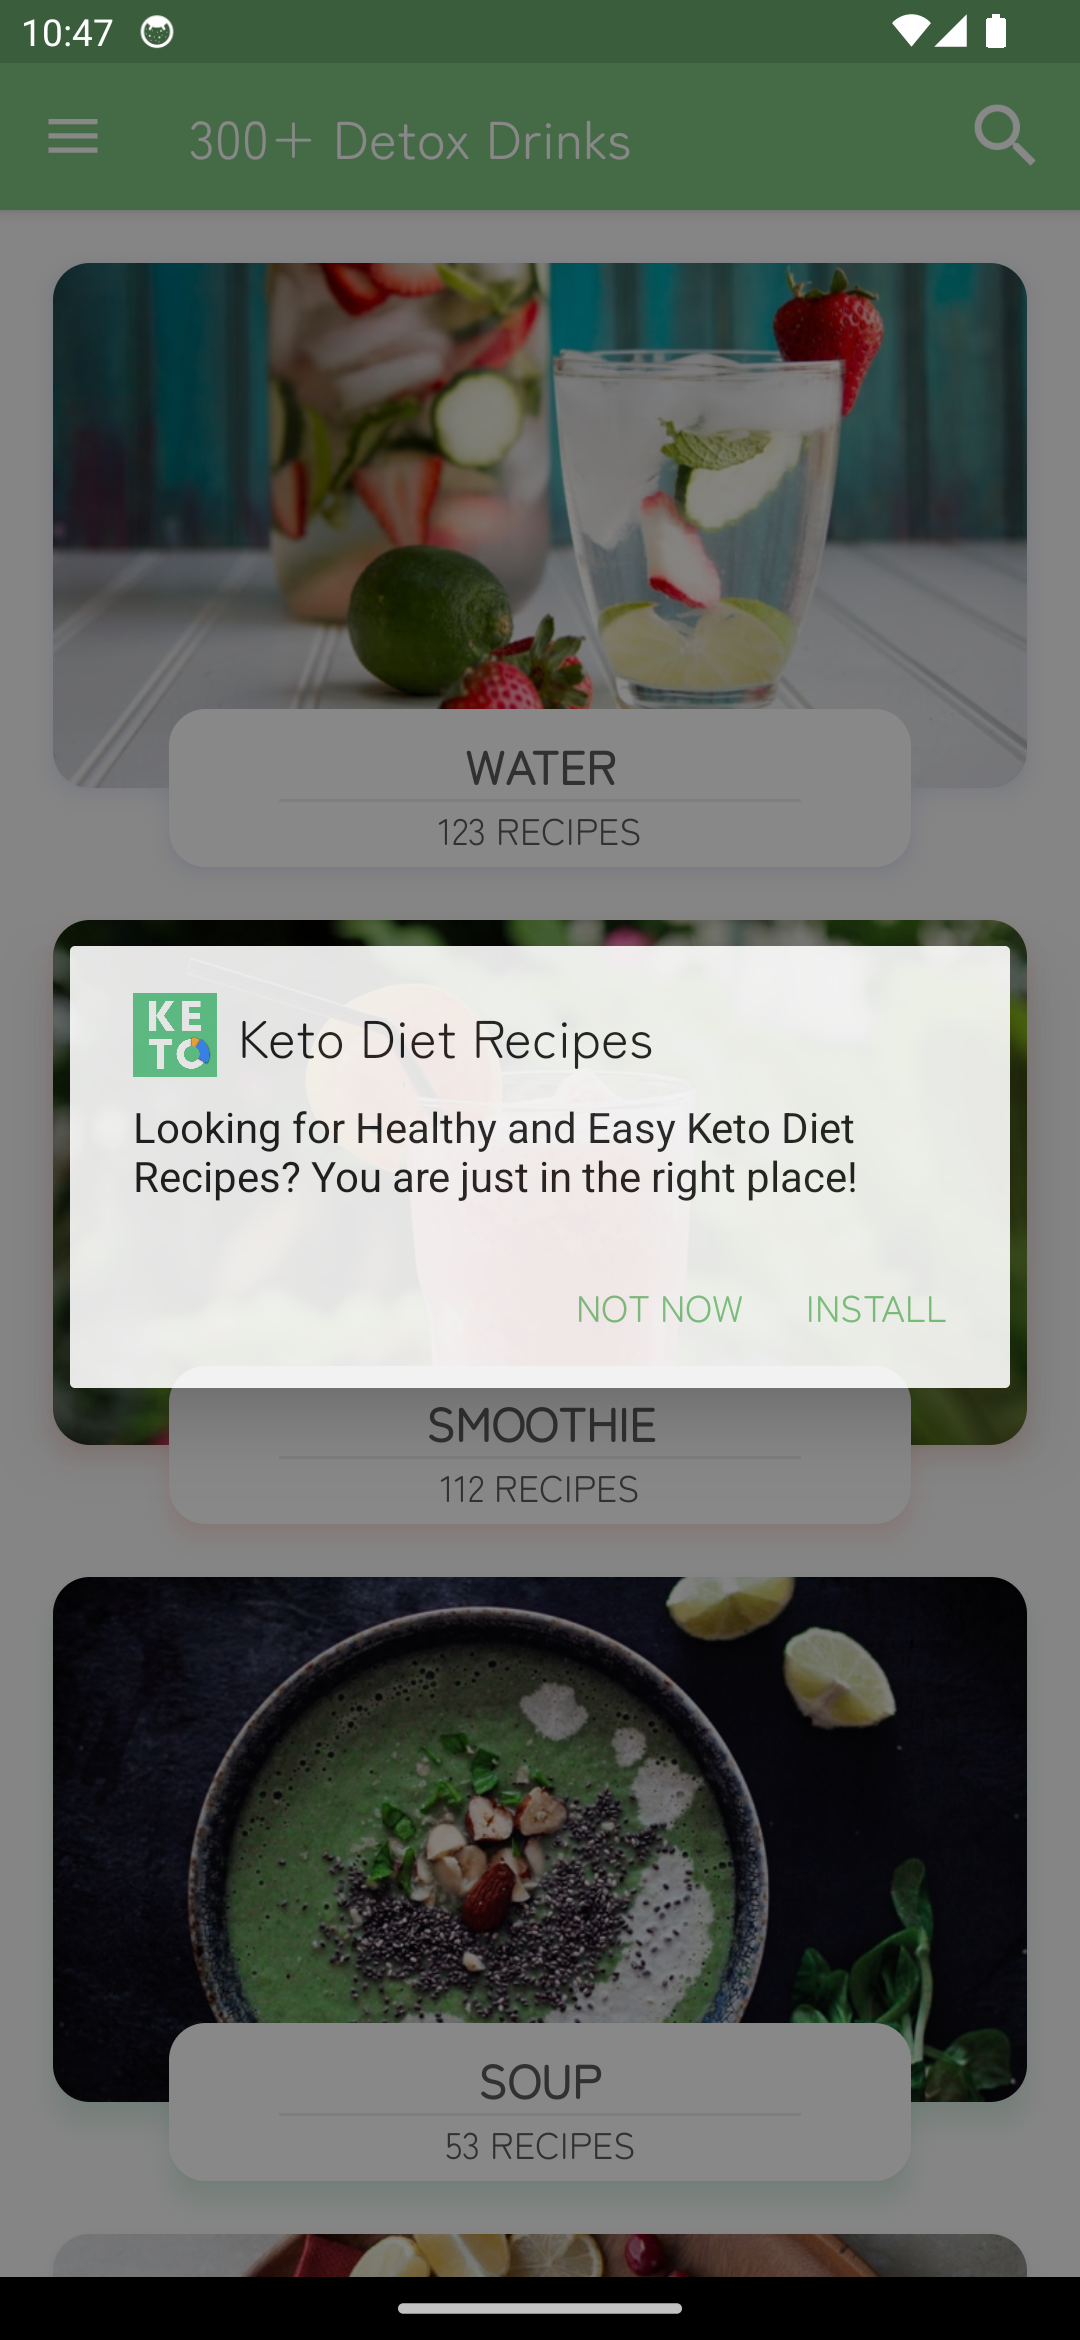 10:47
300+ Detox Drinks
WATER
123 RECIPES
KE
TO
Keto Diet Recipes
Looking for Healthy and Easy Keto Diet
Recipes? You are just in the right place!
NOT NOW INSTALL
SMOOTHIE
112 RECIPES
SOUP
53 RECIPES